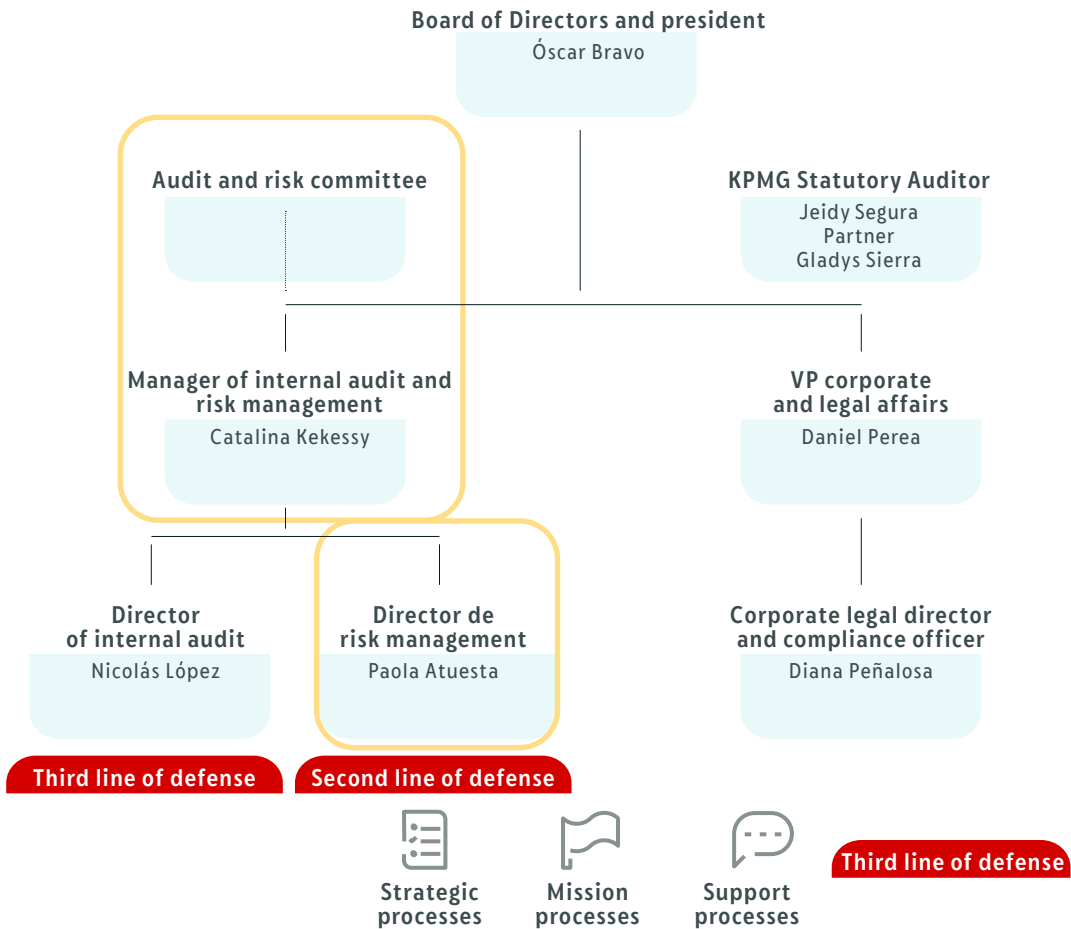 Board of Directors and president
Óscar Bravo
Audit and risk committee
KPMG Statutory Auditor
Jeidy Segura
Partner
Gladys Sierra
Manager of internal audit and
risk management
Catalina Kekessy
VP corporate
and legal affairs
Daniel Perea
Director
of internal audit
Nicolás López
Director de
risk management
Paola Atuesta
Corporate legal director
and compliance officer
Diana Peñalosa
Third line of defense
Second line of defense
Strategic
processes
Mission
processes
Support
processes
Third line of defense